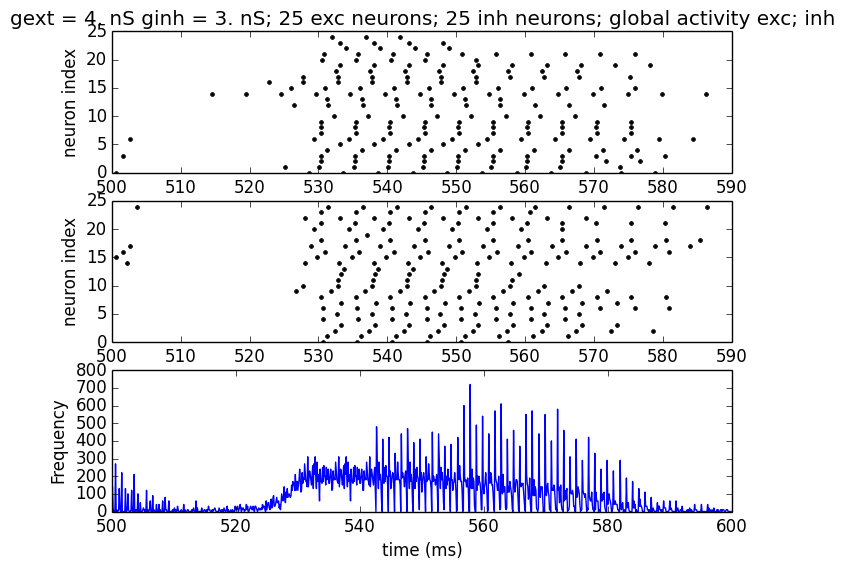 gext = 4. nS ginh = 3. nS; 25 exc neurons; 25 inh neurons; global activity exc; inh
25
20
15
10
5
0
neuron index
500 510 520 530 540 550 560 570 580 590
25
20
15
10
5
0
neuron index
500 510 520 530 540 550 560 570 580 590
800
700
600
500
400
300
200
100
0
Frequency
500 520 540 560 580 600
time (ms)